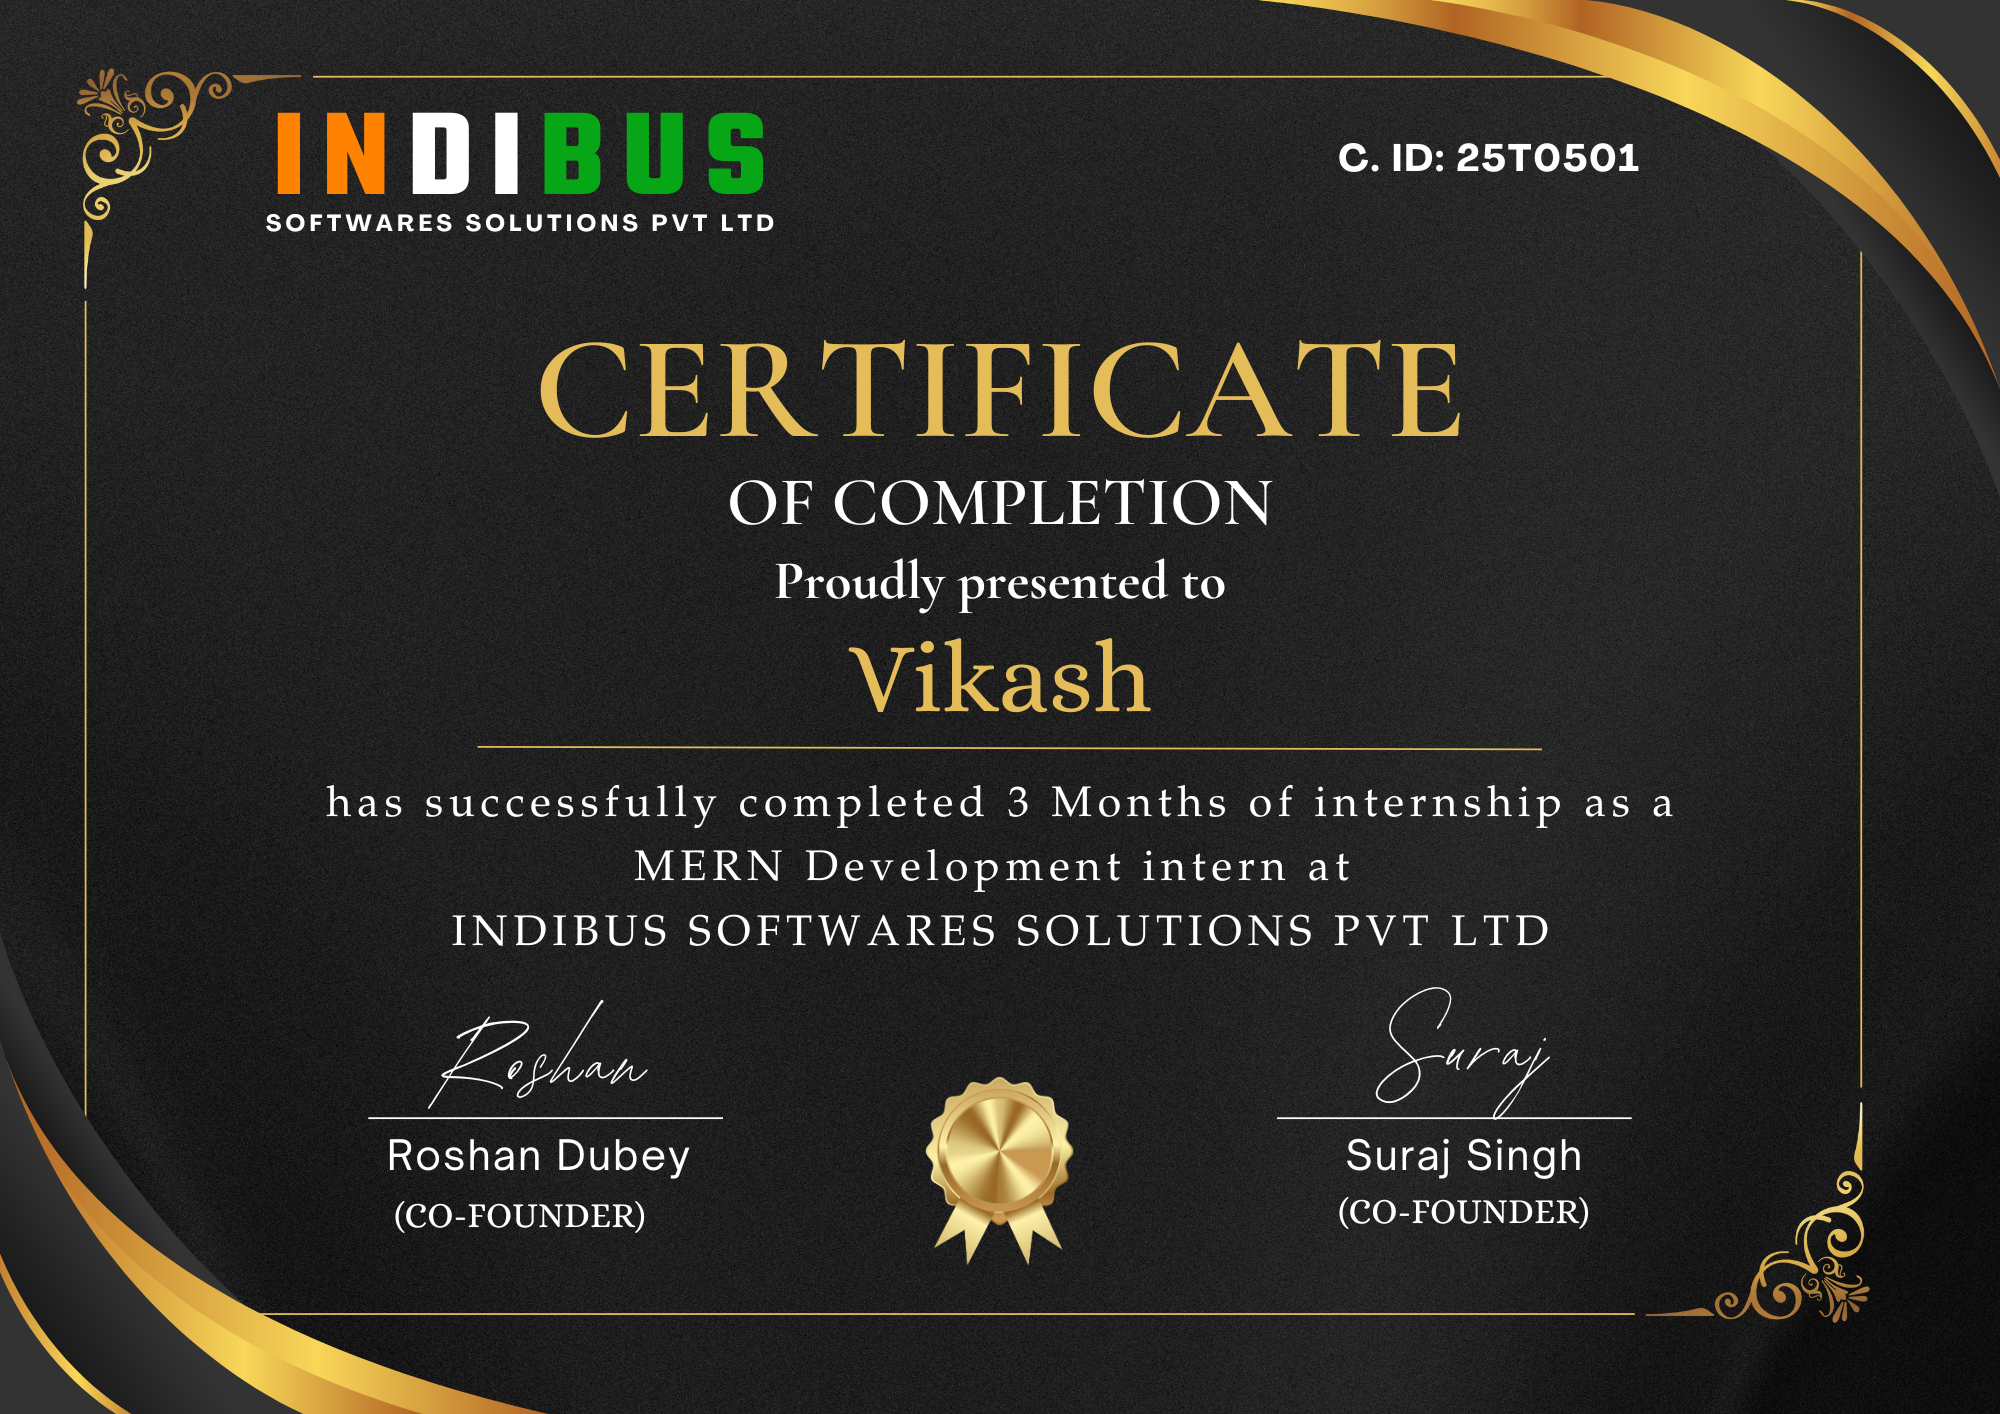 INDIBUS
SOFTWARES SOLUTIONS PVT LTD
C. ID: 25T0501
CERTIFICATE
OF COMPLETION
Proudly presented to
Vikash
has successfully completed 3 Months of internship as a
MERN Development intern at
INDIBUS SOFTWARES SOLUTIONS PVT LTD
Roshan
Suraj
Roshan Dubey
Suraj Singh
(CO-FOUNDER)
(CO-FOUNDER)